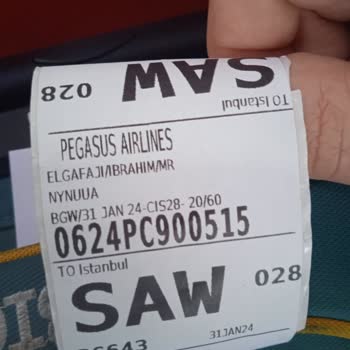 028 SAW
TO Istanbul
PEGASUS AIRLINES
ELGAFAJI/IBRAHIM/MR
NYNUUA
BGW/31 JAN 24-CIS28- 20/60
0624PC900515
TO Istanbul
SAW 028
31JAN24